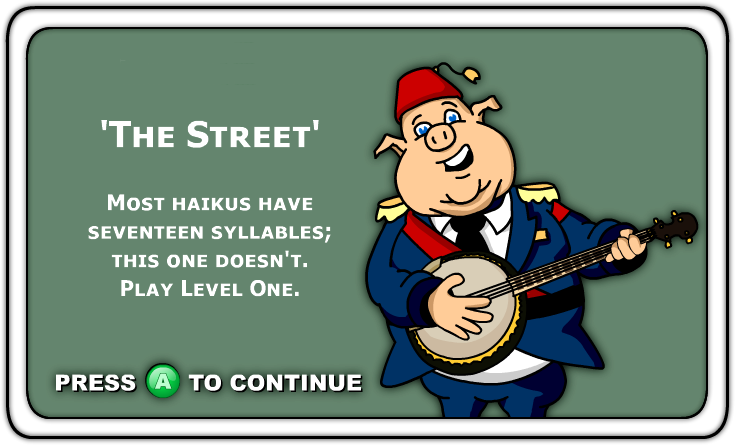 'The Street'
Most haikus have
seventeen syllables;
this one doesn't.
Play Level One.
PRESS A TO CONTINUE